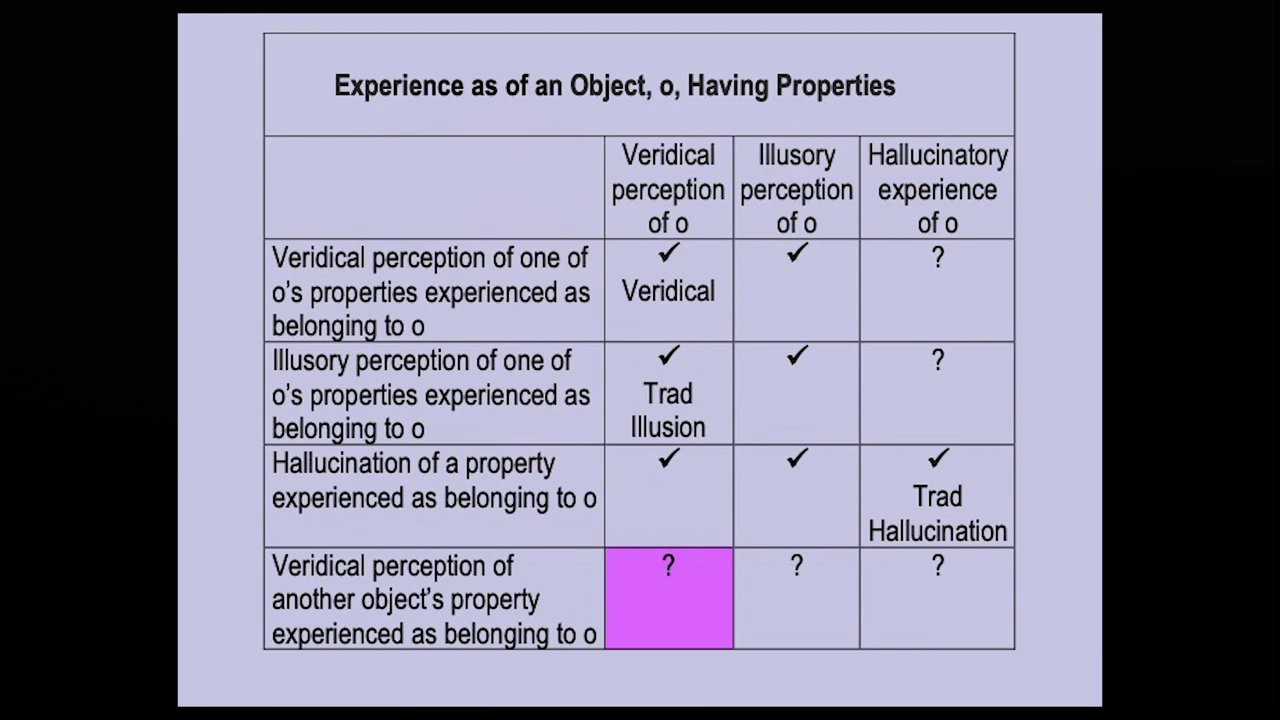 Experience as of an Object, o, Having Properties
Veridical perception of o
Illusory perception of o
Hallucinatory experience of o
Veridical perception of one of
o's properties experienced as
belonging to o
✓
Veridical
✓
?
Illusory perception of one of
o's properties experienced as
belonging to o
✓
Trad
Illusion
✓
?
Hallucination of a property
experienced as belonging to o
✓
✓
✓
Trad
Hallucination
Veridical perception of
another object's property
experienced as belonging to o
?
?
?